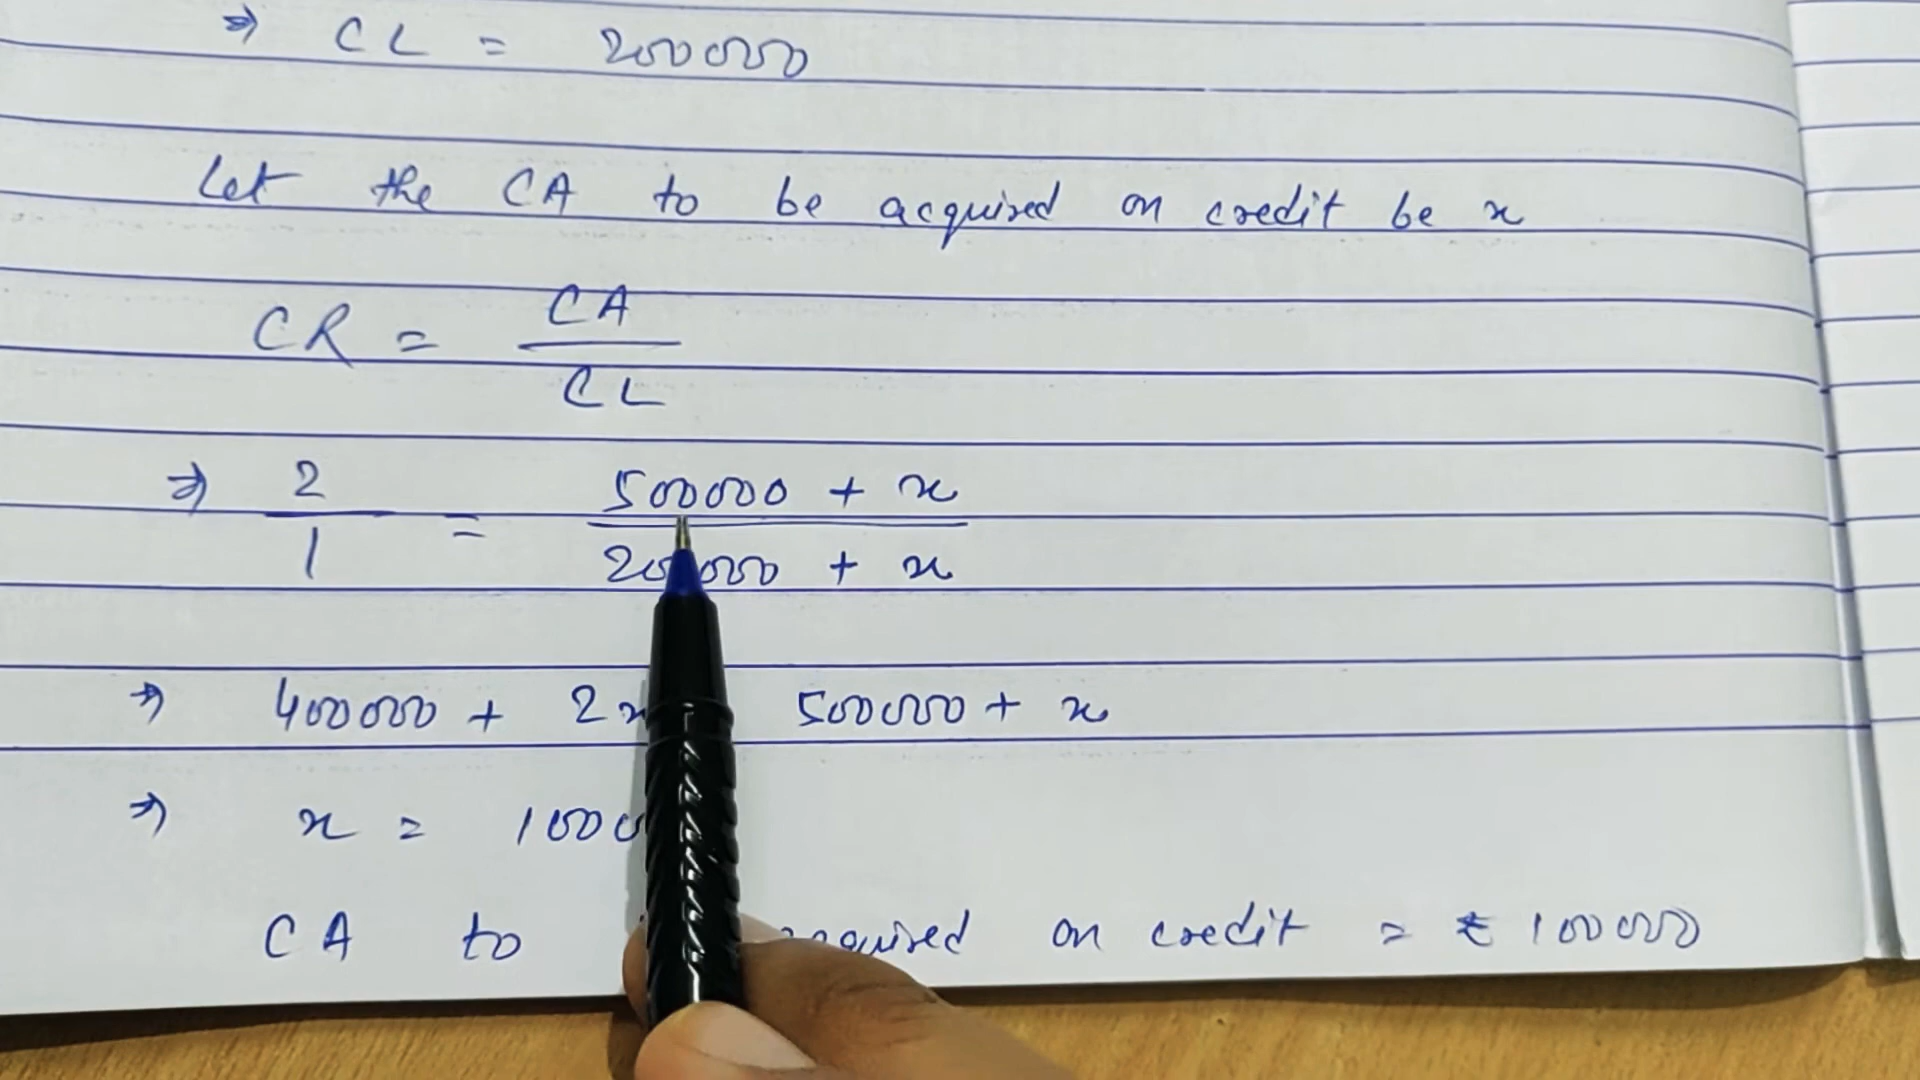 ⇒ CL = 200000
Let the CA to be acquired on credit be x
CR = CA
CL
⇒ 2 = 500000 + x
1 200000 + x
⇒ 400000 + 2x 500000 + x
⇒ x = 1000
CA to acquired on credit = ₹ 100000